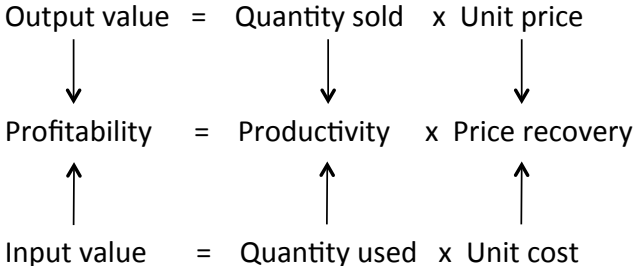 Output value = Quantity sold x Unit price
Profitability = Productivity x Price recovery
Input value = Quantity used x Unit cost